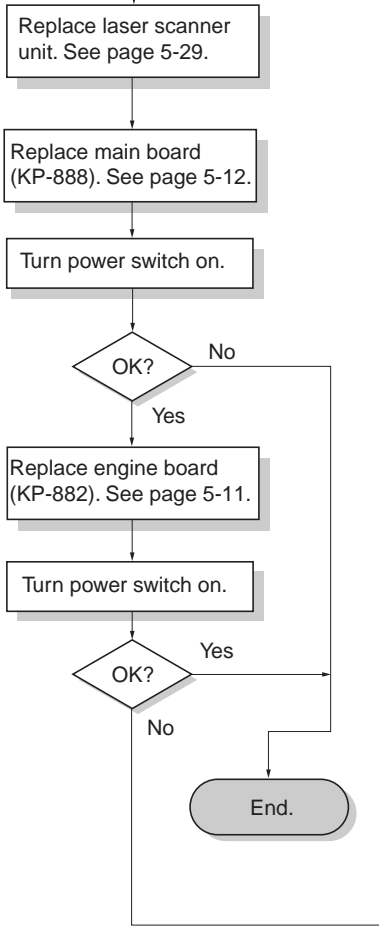 Replace laser scanner
unit. See page 5-29.
Replace main board
(KP-888). See page 5-12.
Turn power switch on.
OK?
No
Yes
Replace engine board
(KP-882). See page 5-11.
Turn power switch on.
OK?
Yes
No
End.